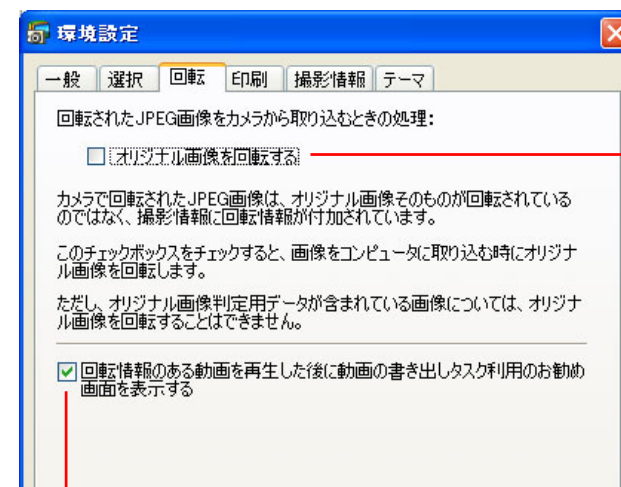 環境設定
一般 選択 回転 印刷 撮影情報 テーマ
回転されたJPEG画像をカメラから取り込むときの処理:
オリジナル画像を回転する
カメラで回転されたJPEG画像は、オリジナル画像そのものが回転されている
のではなく、撮影情報に回転情報が付加されています。
このチェックボックスをチェックすると、画像をコンピュータに取り込む時にオリジナ
ル画像を回転します。
ただし、オリジナル画像判定用データが含まれている画像については、オリジナ
ル画像を回転することはできません。
回転情報のある動画を再生した後に動画の書き出しタスク利用のお勧め
画面を表示する